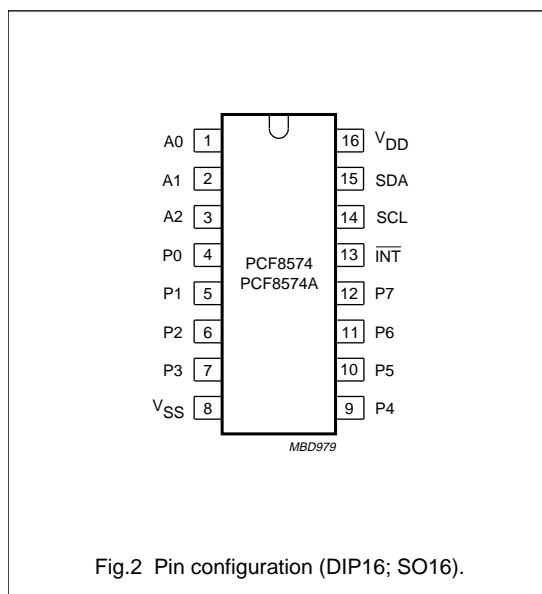 A0 1 16 VDD
A1 2 15 SDA
A2 3 14 SCL
P0 4 13 INT
PCF8574
PCF8574A
P1 5 12 P7
P2 6 11 P6
P3 7 10 P5
VSS 8 9 P4
MBD979
Fig.2 Pin configuration (DIP16; SO16).